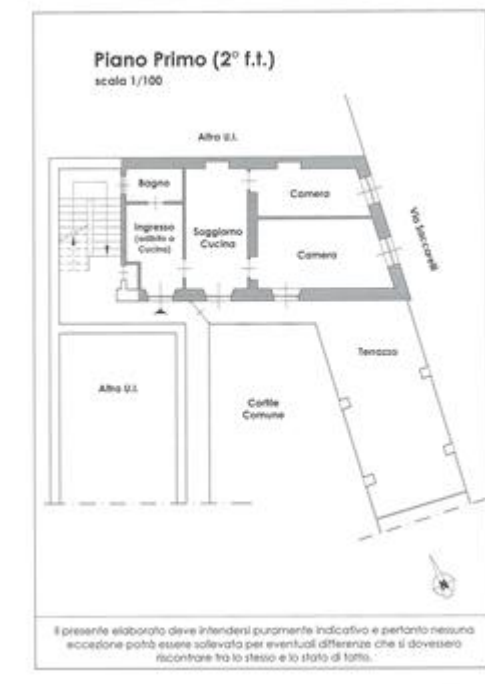 Piano Primo (2° f.t.)
scala 1/100
Altra U.I.
Bagno
Camera
Ingresso
(adibito a
Cucina)
Soggiorno
Cucina
Camera
Via Saccarelli
Terrazzo
Altra U.I.
Cortile
Comune
N
Il presente elaborato deve intendersi puramente indicativo e pertanto nessuna
eccezione potrà essere sollevata per eventuali differenze che si dovessero
riscontrare tra lo stesso e lo stato di fatto.